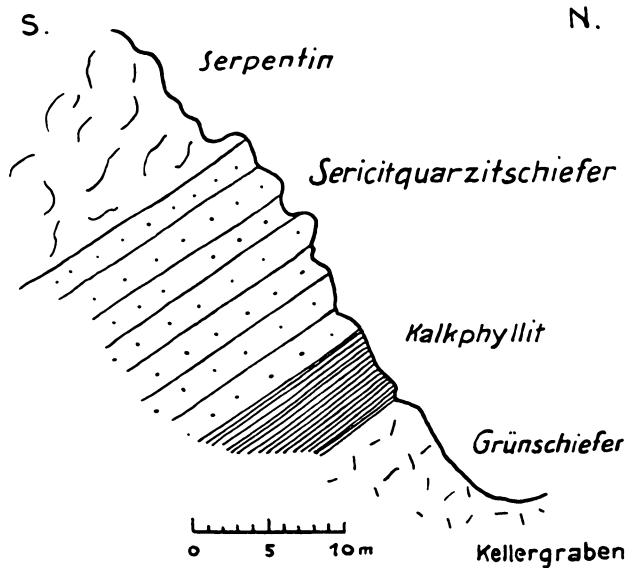 S.
N.
Serpentin
Sericitquarzitschiefer
Kalkphyllit
Grünschiefer
0 5 10m
Kellergraben